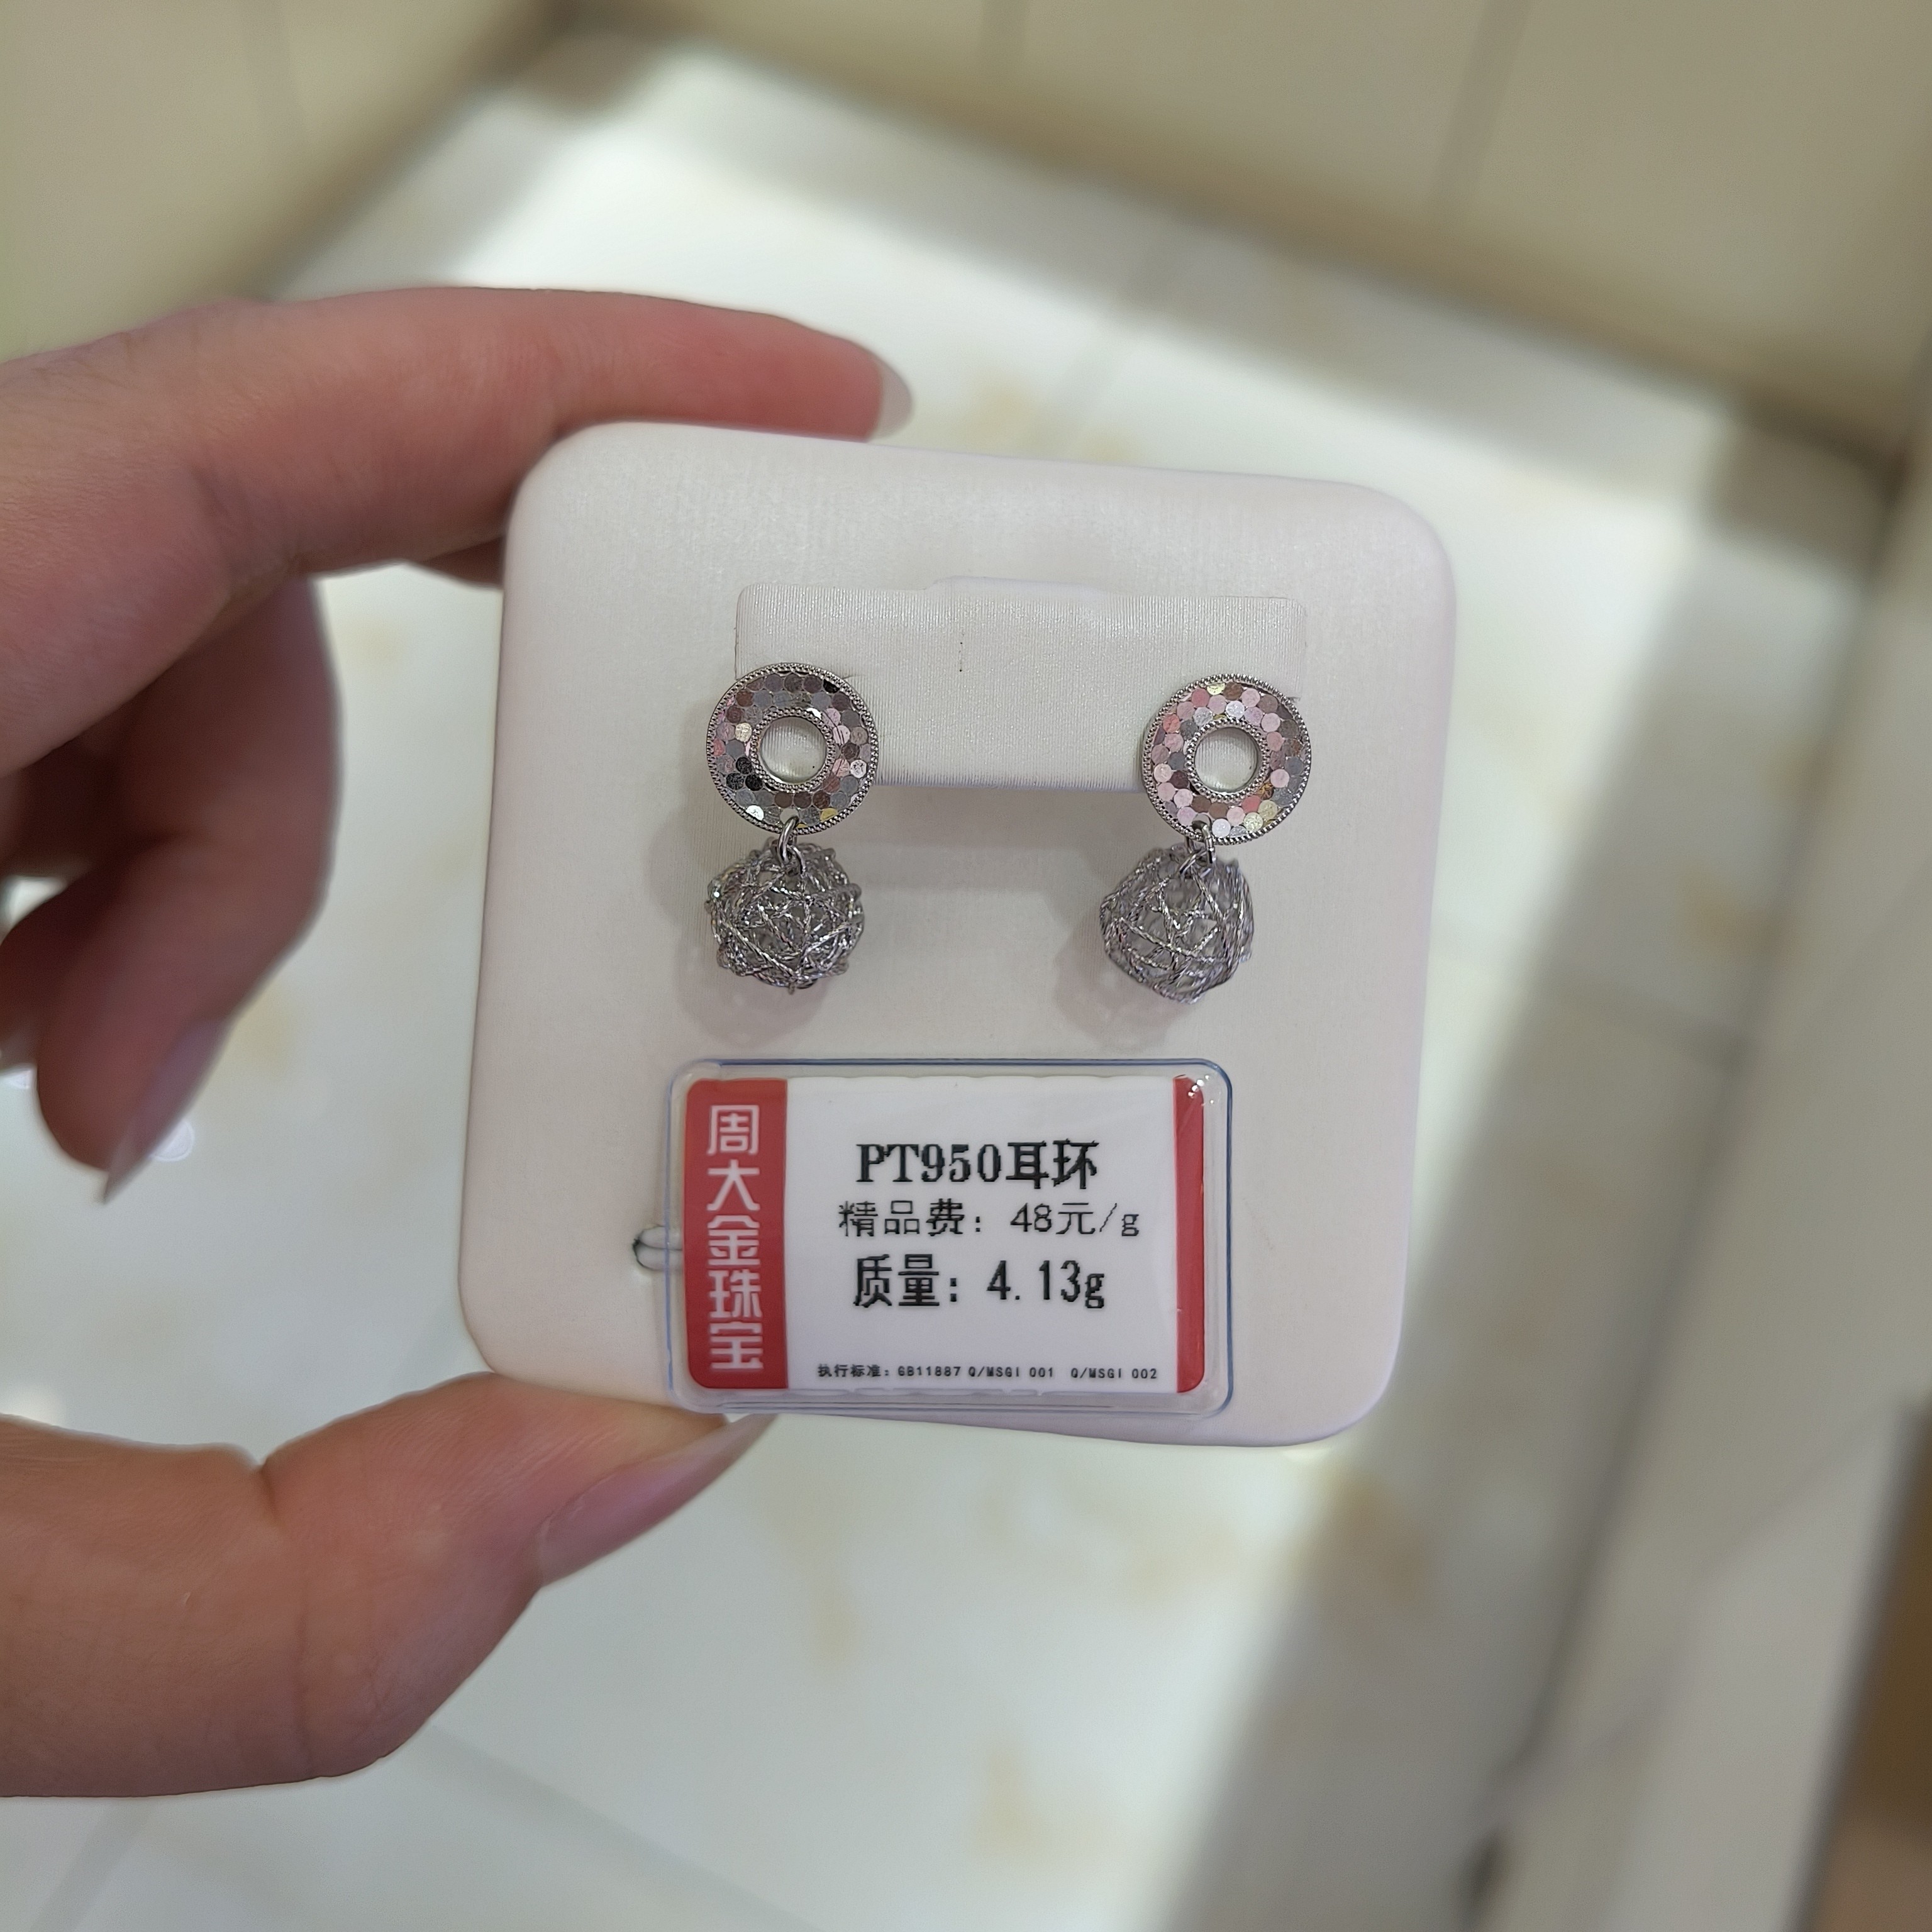 周大金珠宝
PT950耳环
精品费：48元/g
质量：4.13g
执行标准：GB11887 Q/MSGI 001 Q/MSGI 002